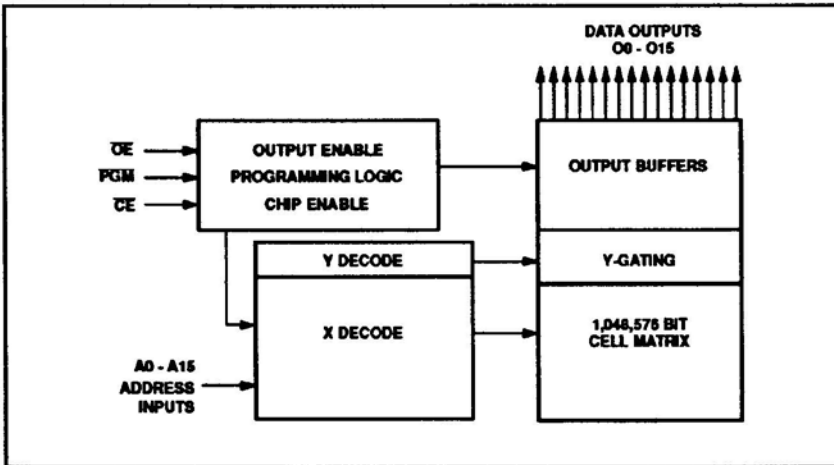 DATA OUTPUTS
O0 - O15
OE
PGM
CE
OUTPUT ENABLE
PROGRAMMING LOGIC
CHIP ENABLE
OUTPUT BUFFERS
Y DECODE
Y-GATING
X DECODE
1,048,576 BIT
CELL MATRIX
A0 - A15
ADDRESS
INPUTS